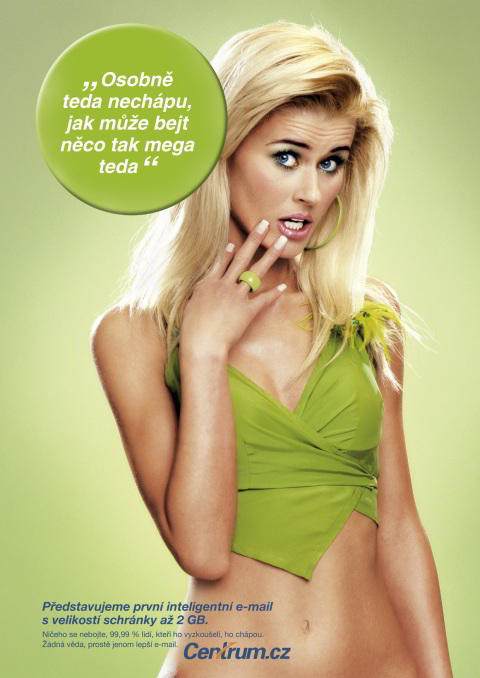 „Osobně
teda nechápu,
jak může bejt
něco tak mega
teda“
Představujeme první inteligentní e-mail
s velikostí schránky až 2 GB.
Ničeho se nebojte, 99,99 % lidí, kteří ho vyzkoušeli, ho chápou.
Žádná věda, prostě jenom lepší e-mail.
Centrum.cz